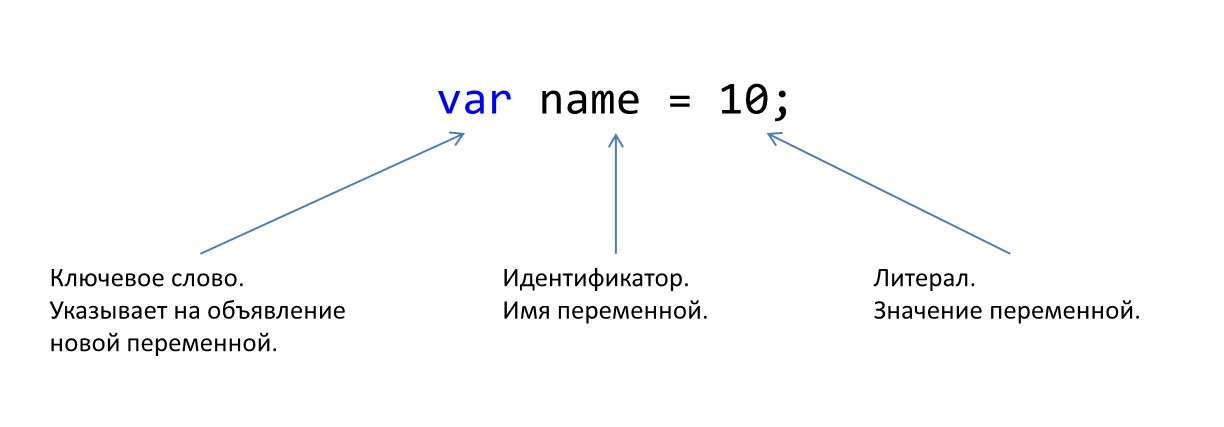 var name = 10;
Ключевое слово.
Указывает на объявление
новой переменной.
Идентификатор.
Имя переменной.
Литерал.
Значение переменной.